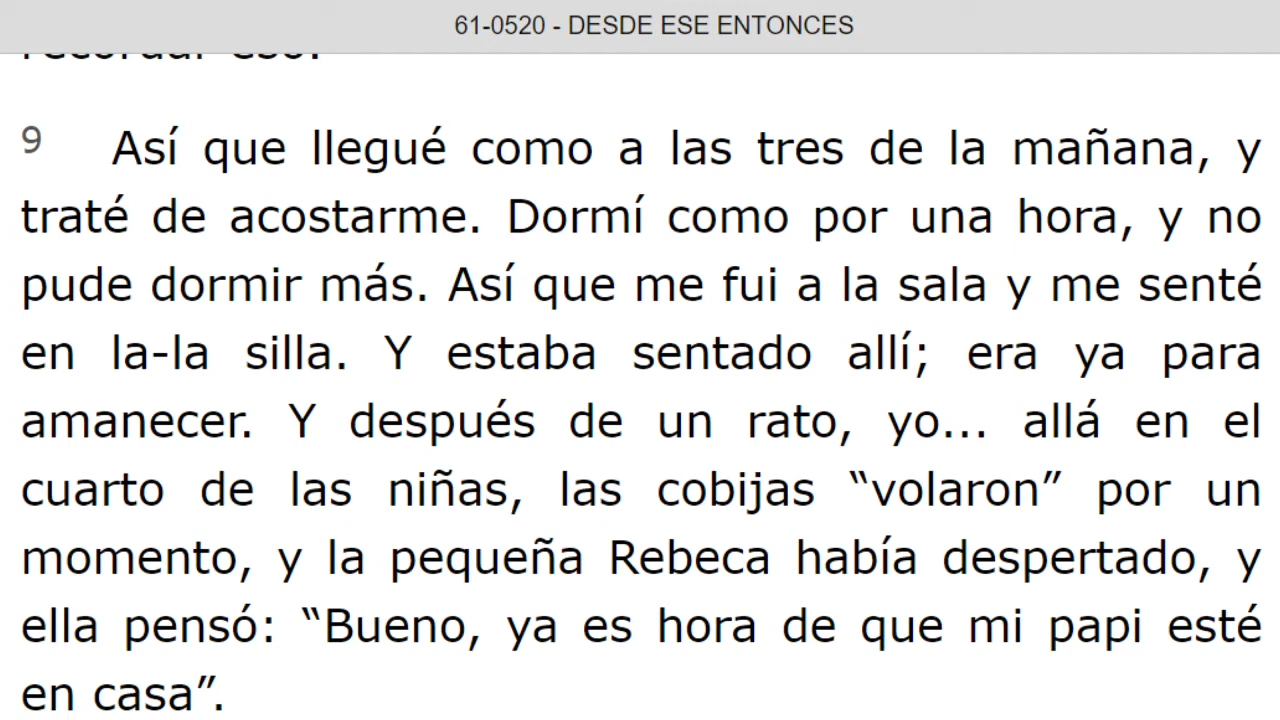 61-0520 - DESDE ESE ENTONCES
recordar eso.
9 Así que llegué como a las tres de la mañana, y
traté de acostarme. Dormí como por una hora, y no
pude dormir más. Así que me fui a la sala y me senté
en la-la silla. Y estaba sentado allí; era ya para
amanecer. Y después de un rato, yo... allá en el
cuarto de las niñas, las cobijas “volaron” por un
momento, y la pequeña Rebeca había despertado, y
ella pensó: “Bueno, ya es hora de que mi papi esté
en casa”.